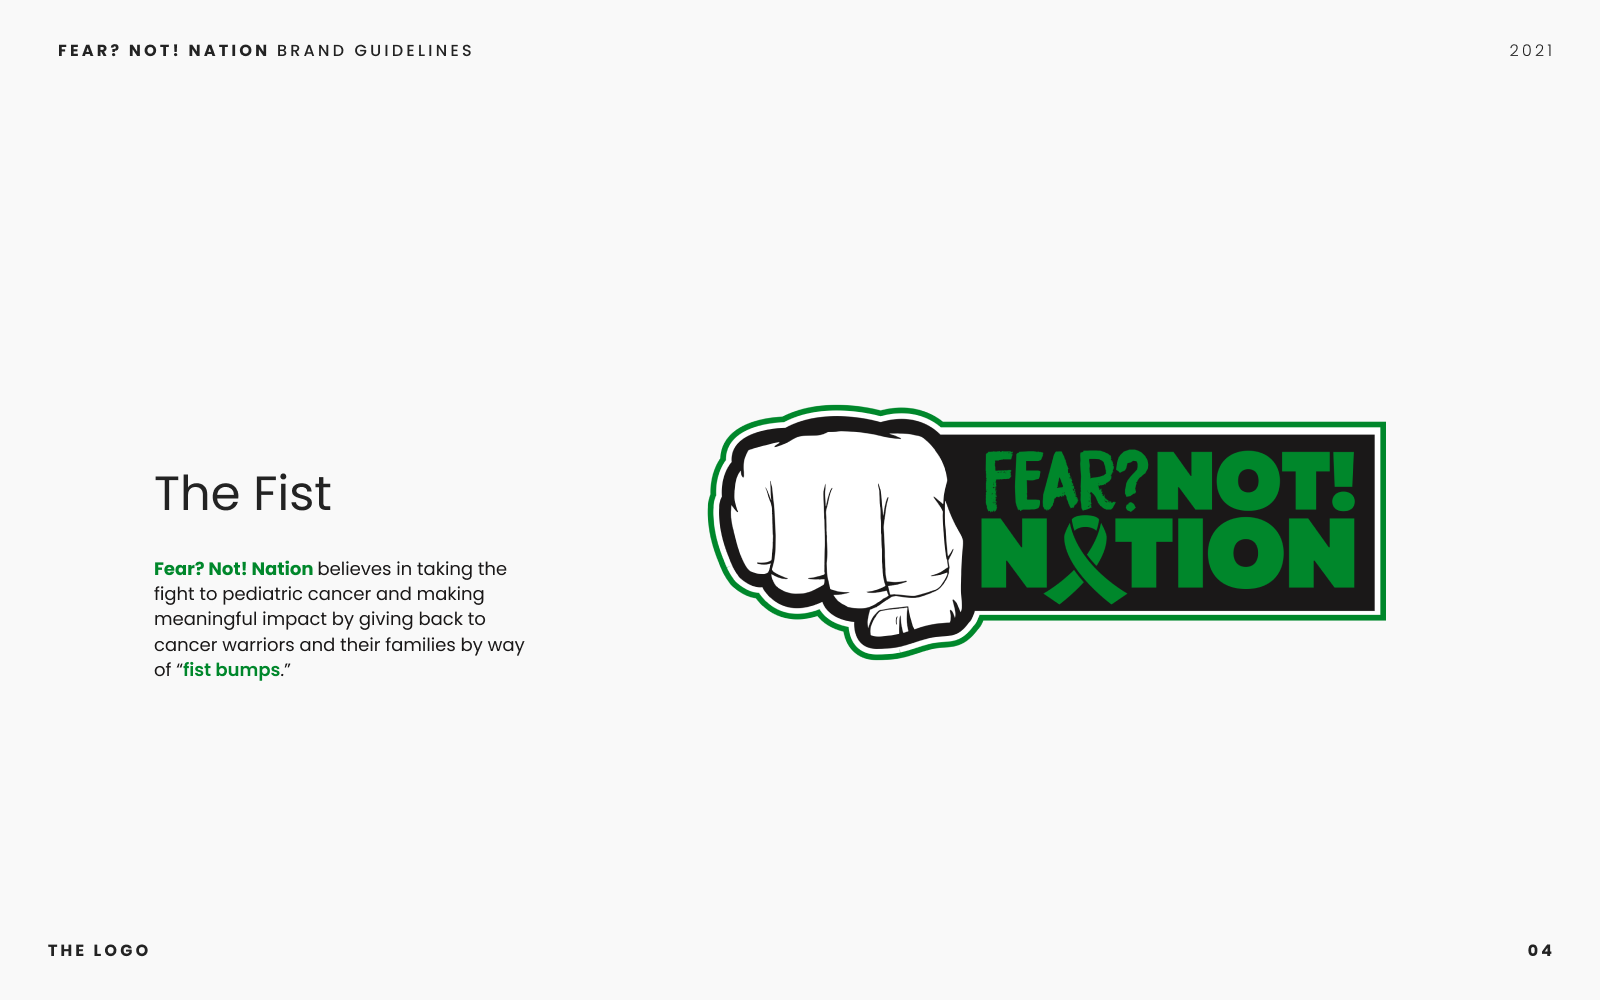 FEAR? NOT! NATION BRAND GUIDELINES
2021
The Fist
Fear? Not! Nation believes in taking the
fight to pediatric cancer and making
meaningful impact by giving back to
cancer warriors and their families by way
of “fist bumps.”
FEAR? NOT!
NATION
THE LOGO
04